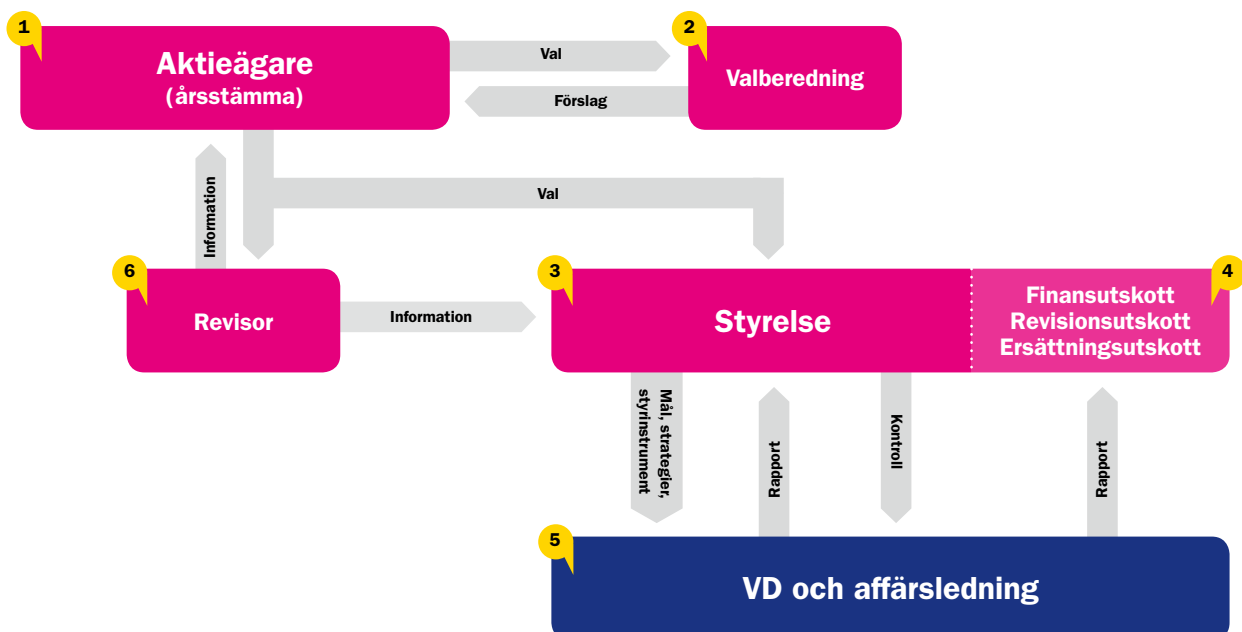 1
Aktieägare
(årsstämma)
Val
Förslag
2
Valberedning
Information
Val
6
Revisor
Information
3
Styrelse
4
Finansutskott
Revisionsutskott
Ersättningsutskott
Mål, strategier,
styrinstrument
Rapport
Kontroll
Rapport
5
VD och affärsledning